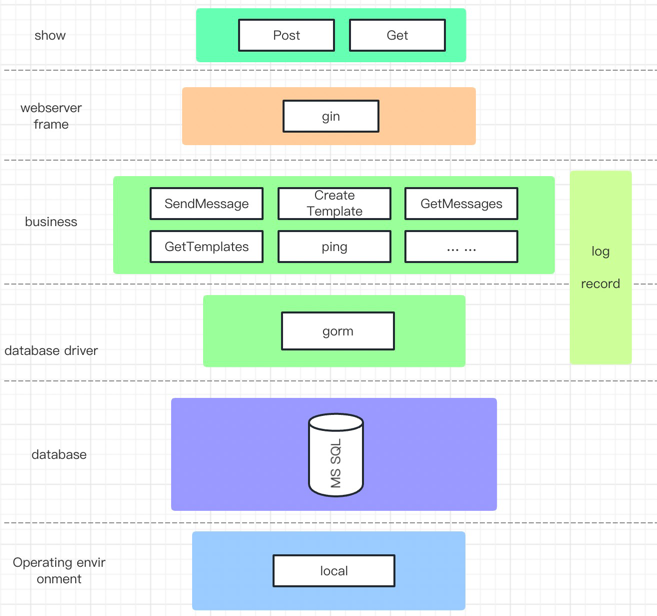 show
Post
Get
webserver
frame
gin
business
SendMessage
Create
Template
GetMessages
GetTemplates
ping
... ...
log
record
database driver
gorm
database
MS SQL
Operating envir
onment
local